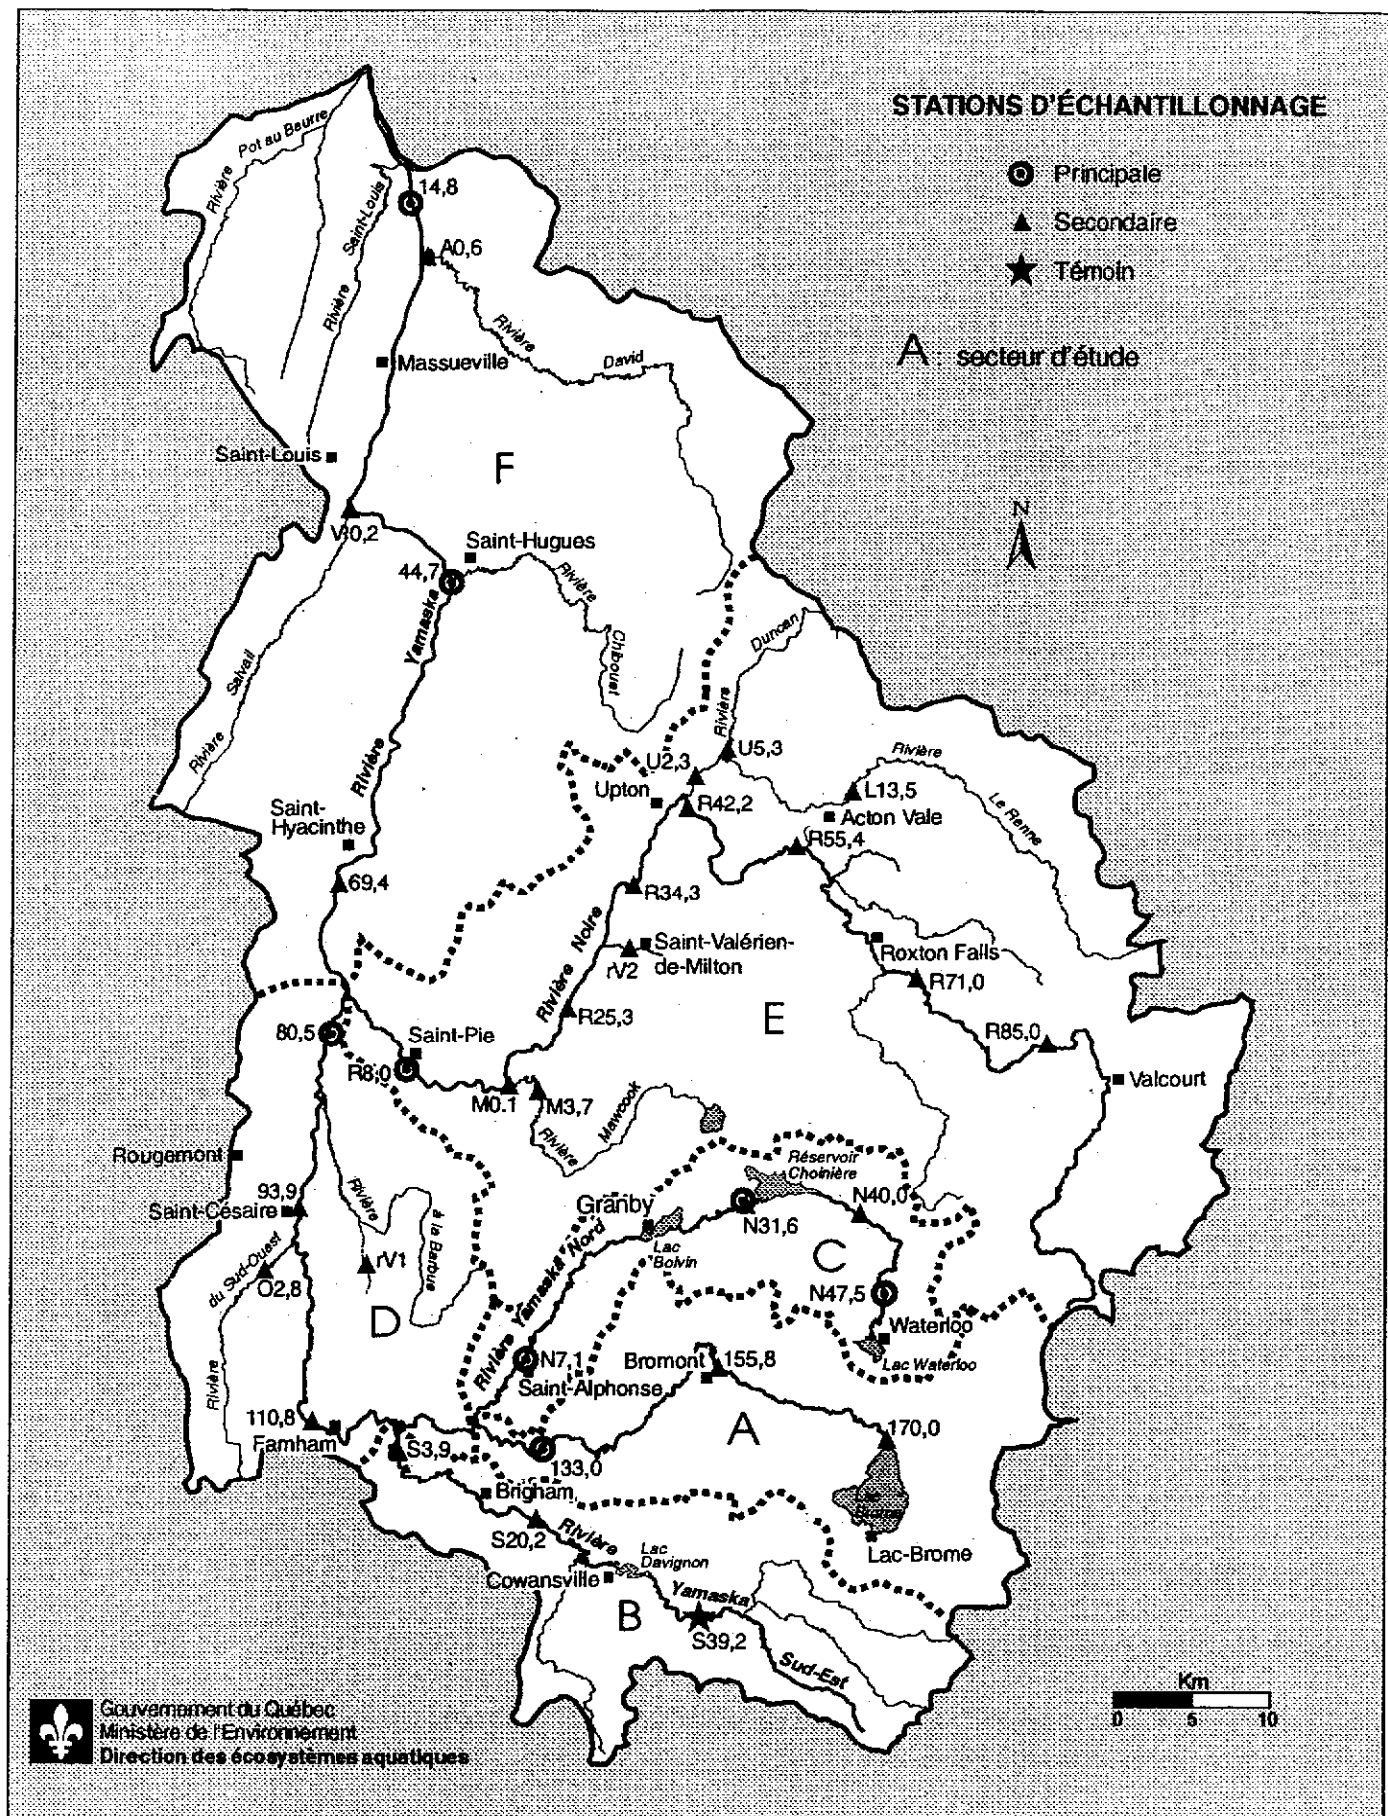 STATIONS D'ÉCHANTILLONNAGE
Principale
Secondaire
Témoin
A : secteur d'étude
Rivière
Pot au Beurre
Rivière
Saint-Louis
14,8
A0,6
Rivière
David
Massueville
Saint-Louis
F
N
V0,2
Saint-Hugues
44,7
Rivière
Chibouet
Rivière
Yamaska
Rivière
Salvail
Rivière
Duncan
U5,3
U2,3
Upton
R42,2
Rivière
Le Renne
L13,5
Acton Vale
R55,4
Saint-
Hyacinthe
69,4
R34,3
Rivière Noire
Saint-Valérien-
de-Milton
rV2
Roxton Falls
R71,0
R25,3
E
R85,0
Valcourt
80,5
Saint-Pie
R8,0
M0.1
M3,7
Rivière
Mawcook
Rougemont
93,9
Saint-Césaire
Rivière
à la Barbue
rV1
Rivière
du Sud-Ouest
O2,8
D
Réservoir
Choinière
Granby
N31,6
N40,0
Lac
Boivin
C
N47,5
Waterloo
Lac Waterloo
Rivière Yamaska Nord
N7,1
Saint-Alphonse
Bromont
155,8
110,8
Farnham
S3,9
133,0
A
170,0
Brigham
Lac
Brome
Lac-Brome
S20,2
Rivière
Yamaska
Sud-Est
Lac
Davignon
Cowansville
B
S39,2
Km
0 5 10
Gouvernement du Québec
Ministère de l'Environnement
Direction des écosystèmes aquatiques